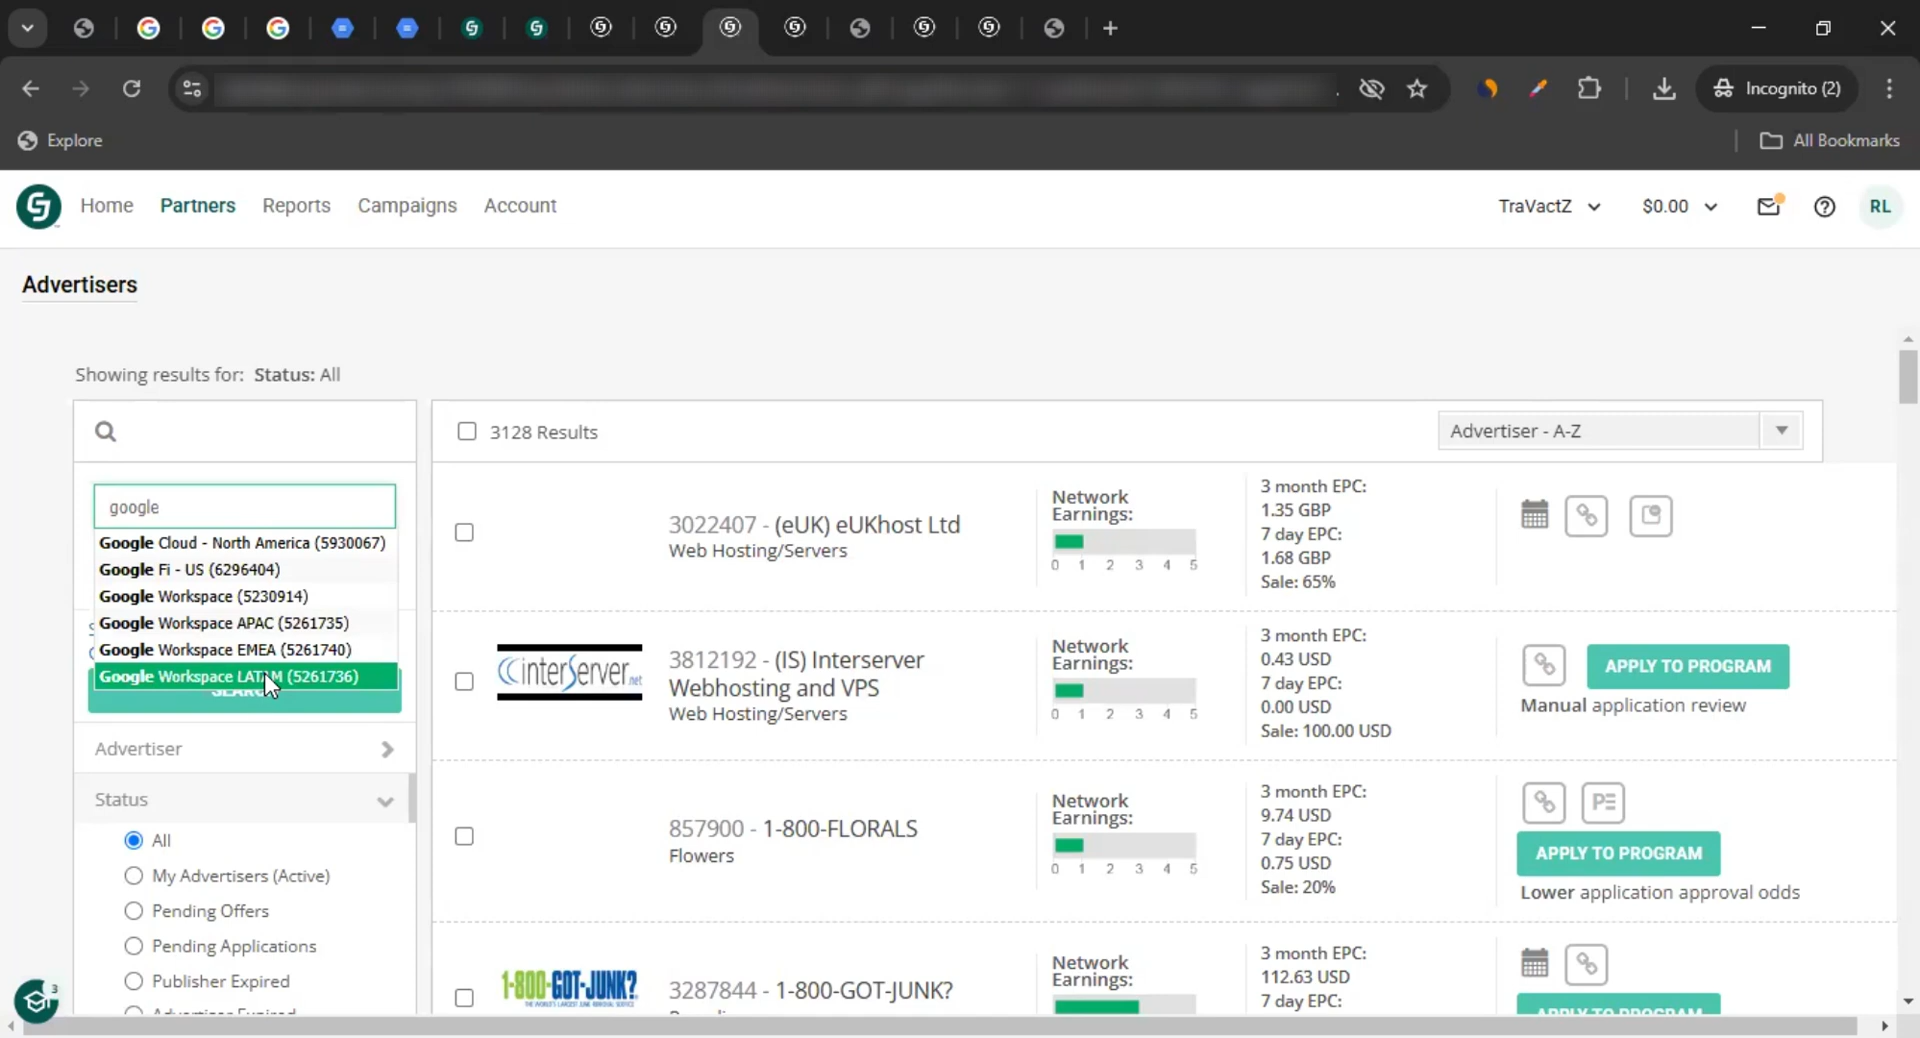 Incognito (2)
Explore
All Bookmarks
Home Partners Reports Campaigns Account
TraVactZ
$0.00
RL
Advertisers
Showing results for: Status: All
google
Google Cloud - North America (5930067)
Google Fi - US (6296404)
Google Workspace (5230914)
Google Workspace APAC (5261735)
Google Workspace EMEA (5261740)
Google Workspace LATAM (5261736)
SEARCH
Advertiser
Status
All
My Advertisers (Active)
Pending Offers
Pending Applications
Publisher Expired
Advertiser Expired
3
3128 Results
Advertiser - A-Z
3022407 - (eUK) eUKhost Ltd
Web Hosting/Servers
Network
Earnings:
0 1 2 3 4 5
3 month EPC:
1.35 GBP
7 day EPC:
1.68 GBP
Sale: 65%
interServer.net
3812192 - (IS) Interserver
Webhosting and VPS
Web Hosting/Servers
Network
Earnings:
0 1 2 3 4 5
3 month EPC:
0.43 USD
7 day EPC:
0.00 USD
Sale: 100.00 USD
APPLY TO PROGRAM
Manual application review
857900 - 1-800-FLORALS
Flowers
Network
Earnings:
0 1 2 3 4 5
3 month EPC:
9.74 USD
7 day EPC:
0.75 USD
Sale: 20%
APPLY TO PROGRAM
Lower application approval odds
1-800-GOT-JUNK?
3287844 - 1-800-GOT-JUNK?
Network
Earnings:
3 month EPC:
112.63 USD
7 day EPC:
APPLY TO PROGRAM